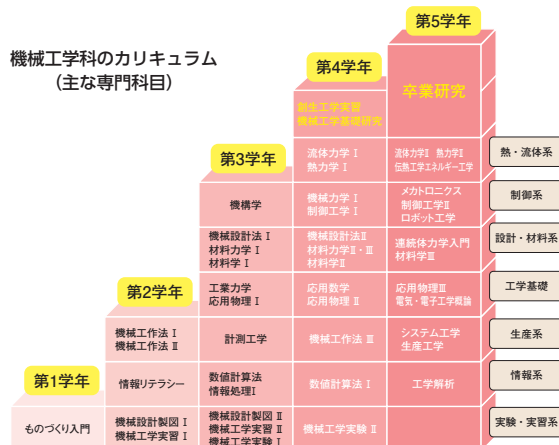 機械工学科のカリキュラム
(主な専門科目)
第5学年
卒業研究
第4学年
創生工学実習
機械工学基礎研究
流体力学Ⅰ
熱力学Ⅰ
流体力学Ⅱ 熱力学Ⅱ
伝熱工学エネルギー工学
熱・流体系
第3学年
機構学
機械力学Ⅰ
制御工学Ⅰ
メカトロニクス
制御工学Ⅱ
ロボット工学
制御系
機械設計法Ⅰ
材料力学Ⅰ
材料学Ⅰ
機械設計法Ⅱ
材料力学Ⅱ・Ⅲ
材料学Ⅱ
連続体力学入門
材料学Ⅲ
設計・材料系
第2学年
工業力学
応用物理Ⅰ
応用数学
応用物理Ⅱ
応用物理Ⅲ
電気・電子工学概論
工学基礎
機械工作法Ⅰ
機械工作法Ⅱ
計測工学
機械工作法Ⅲ
システム工学
生産工学
生産系
第1学年
情報リテラシー
数値計算法
情報処理Ⅰ
数値計算法Ⅰ
工学解析
情報系
ものづくり入門
機械設計製図Ⅰ
機械工学実習Ⅰ
機械設計製図Ⅱ
機械工学実習Ⅱ
機械工学実験Ⅰ
機械工学実験Ⅱ
実験・実習系